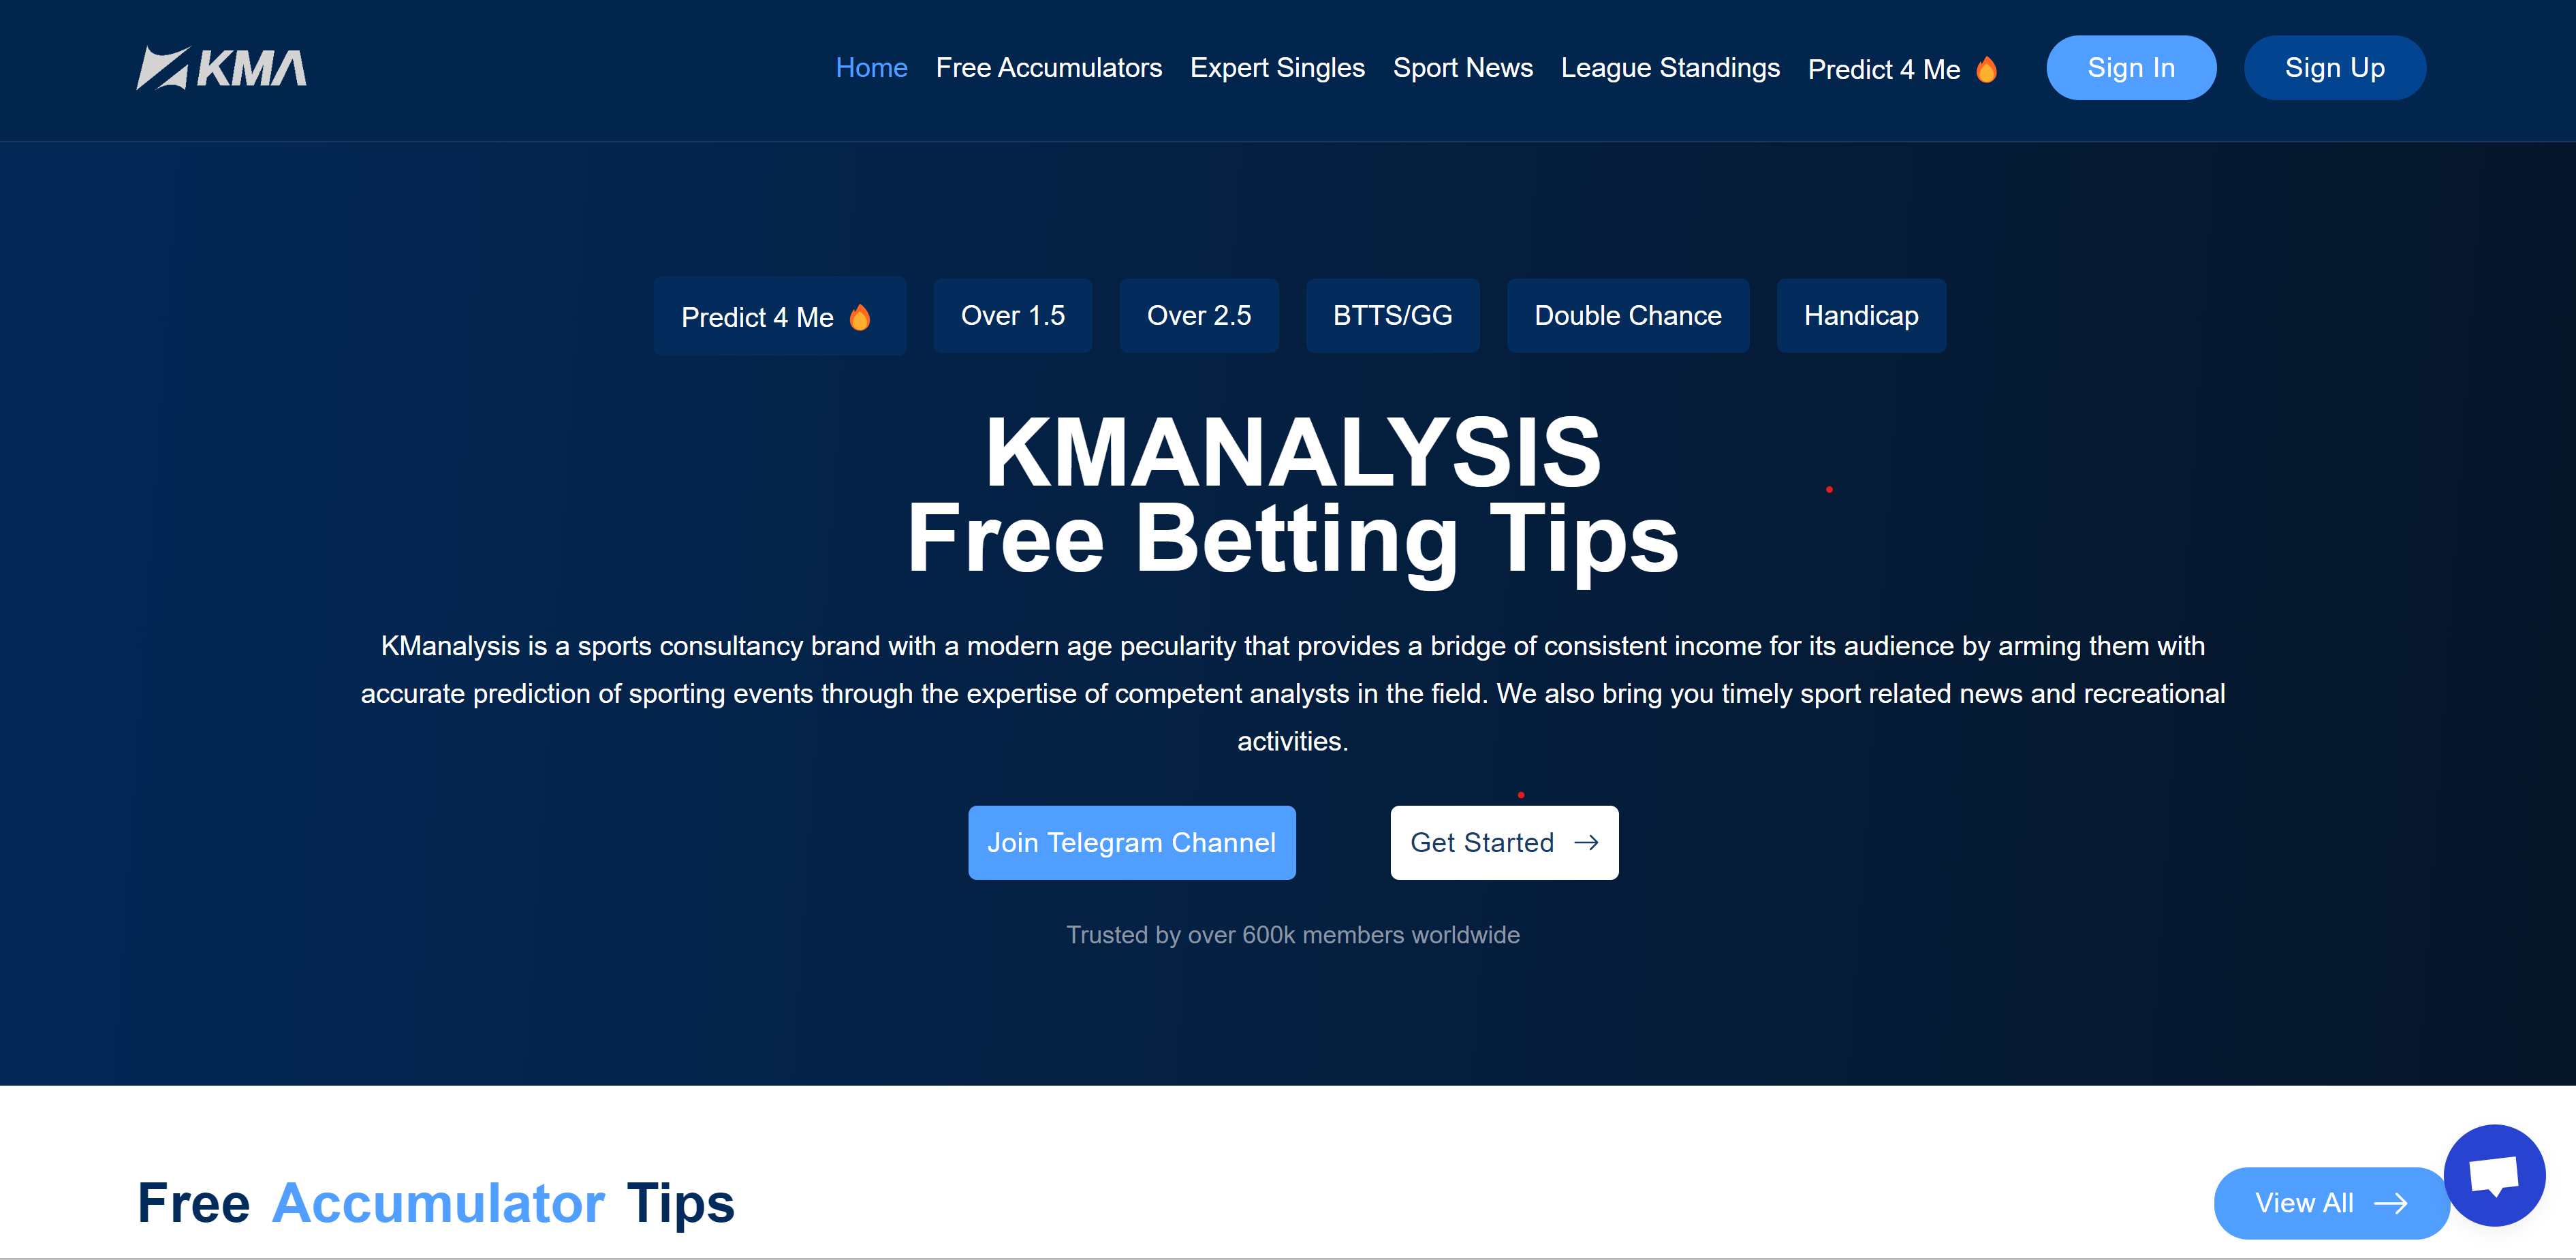 KMA
Home Free Accumulators Expert Singles Sport News League Standings Predict 4 Me 🔥 Sign In Sign Up
Predict 4 Me 🔥 Over 1.5 Over 2.5 BTTS/GG Double Chance Handicap
KMANALYSIS
Free Betting Tips
KManalysis is a sports consultancy brand with a modern age pecularity that provides a bridge of consistent income for its audience by arming them with
accurate prediction of sporting events through the expertise of competent analysts in the field. We also bring you timely sport related news and recreational
activities.
Join Telegram Channel Get Started →
Trusted by over 600k members worldwide
Free Accumulator Tips View All →